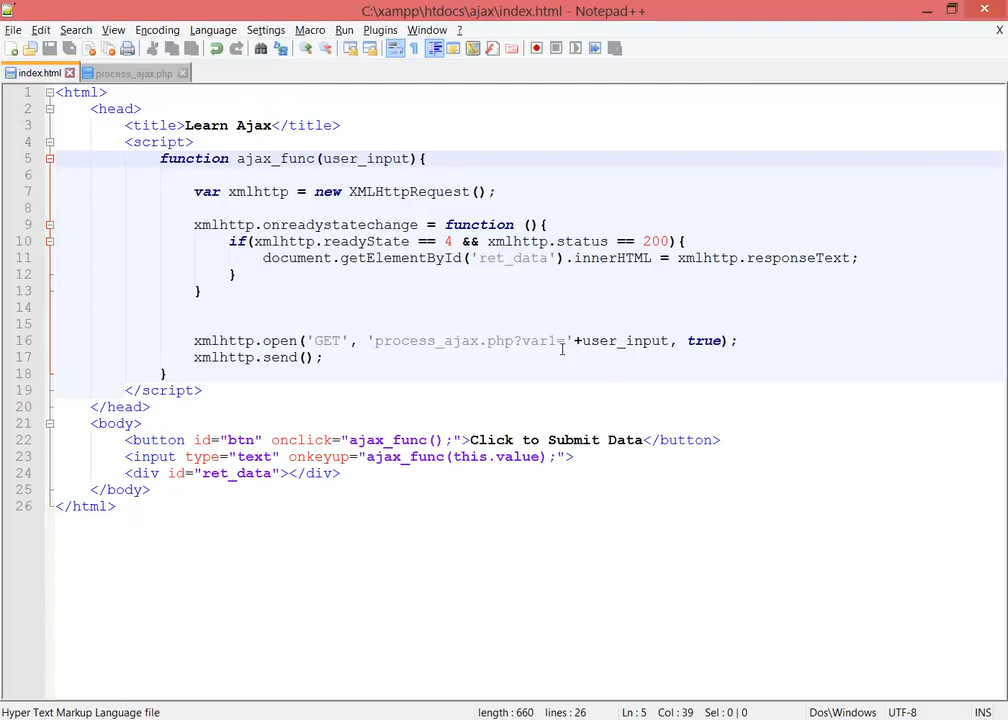 C:\xampp\htdocs\ajax\index.html - Notepad++
File Edit Search View Encoding Language Settings Macro Run Plugins Window ? X
index.html process_ajax.php
1 <html>
2 <head>
3 <title>Learn Ajax</title>
4 <script>
5 function ajax_func(user_input){
6
7 var xmlhttp = new XMLHttpRequest();
8
9 xmlhttp.onreadystatechange = function (){
10 if(xmlhttp.readyState == 4 && xmlhttp.status == 200){
11 document.getElementById('ret_data').innerHTML = xmlhttp.responseText;
12 }
13 }
14
15
16 xmlhttp.open('GET', 'process_ajax.php?var1='+user_input, true);
17 xmlhttp.send();
18 }
19 </script>
20 </head>
21 <body>
22 <button id="btn" onclick="ajax_func();">Click to Submit Data</button>
23 <input type="text" onkeyup="ajax_func(this.value);">
24 <div id="ret_data"></div>
25 </body>
26 </html>
Hyper Text Markup Language file length : 660 lines : 26 Ln : 5 Col : 39 Sel : 0 | 0 Dos\Windows UTF-8 INS